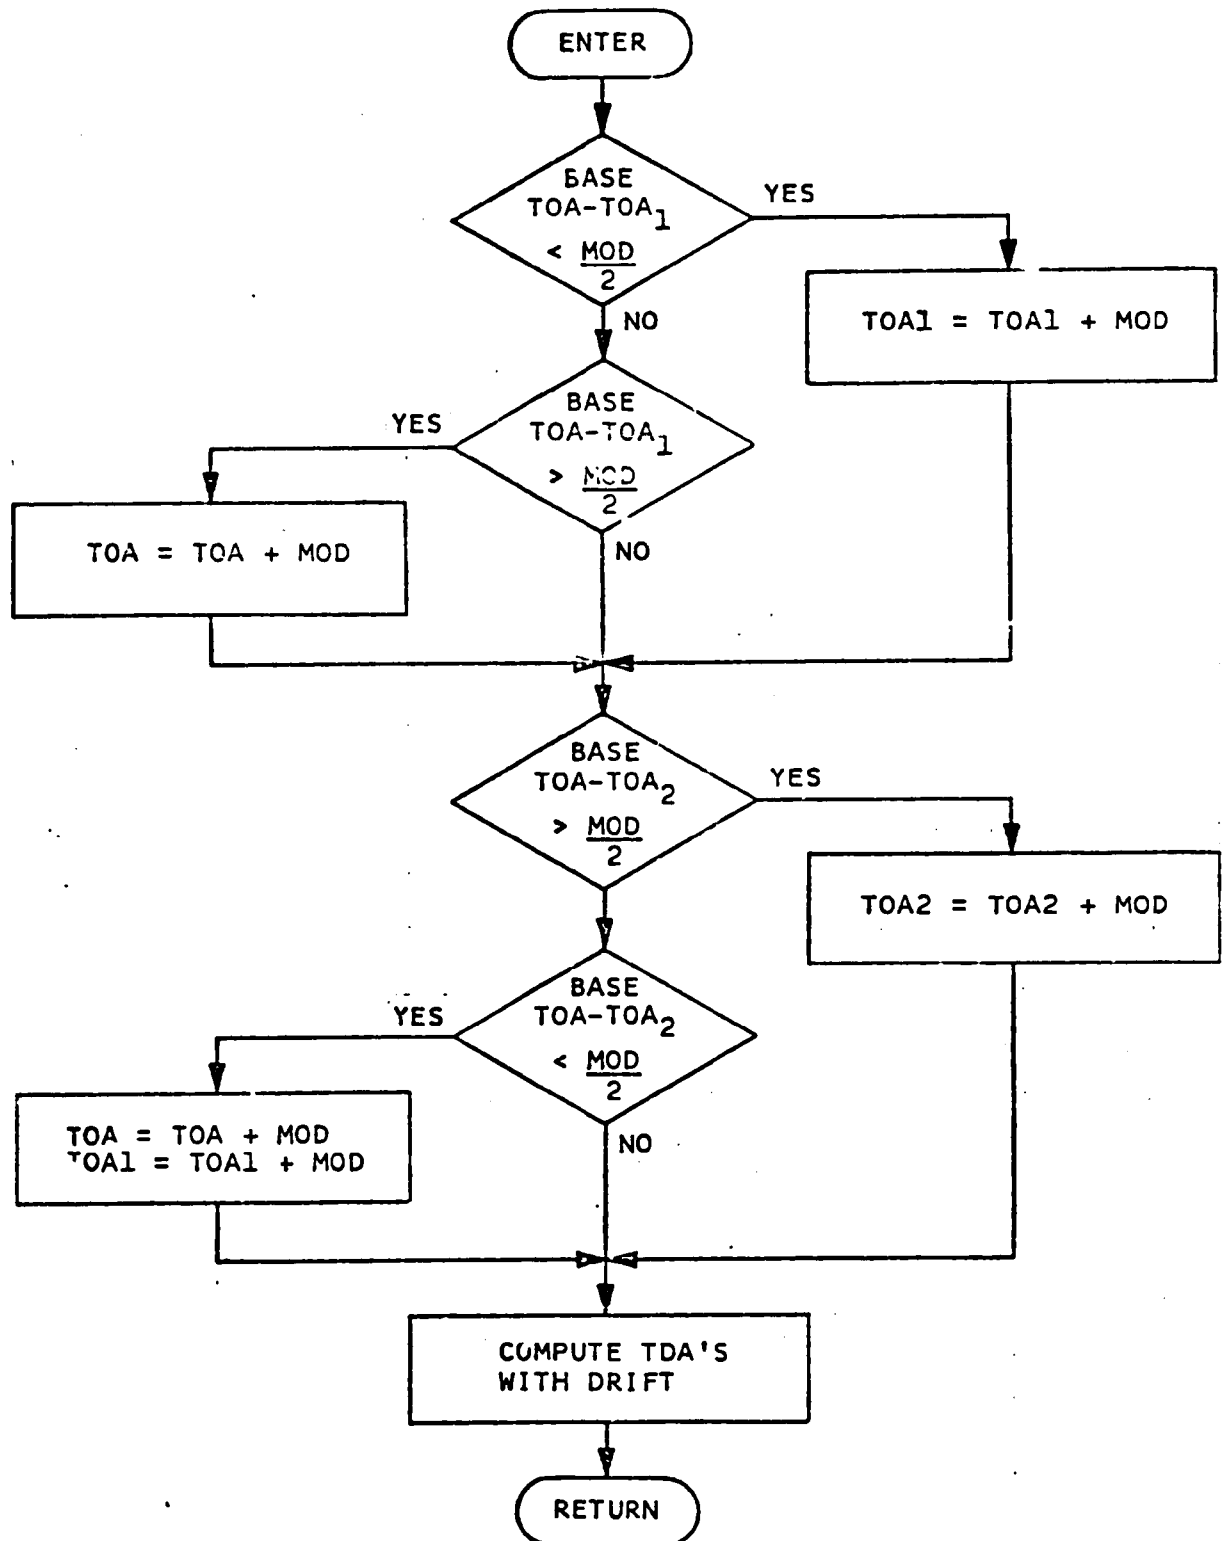 ENTER
BASE
TOA-TOA1
< MOD
2
YES
NO
TOA1 = TOA1 + MOD
BASE
TOA-TOA1
> MOD
2
YES
NO
TOA = TOA + MOD
BASE
TOA-TOA2
> MOD
2
YES
TOA2 = TOA2 + MOD
BASE
TOA-TOA2
< MOD
2
YES
NO
TOA = TOA + MOD
TOA1 = TOA1 + MOD
COMPUTE TDA'S
WITH DRIFT
RETURN